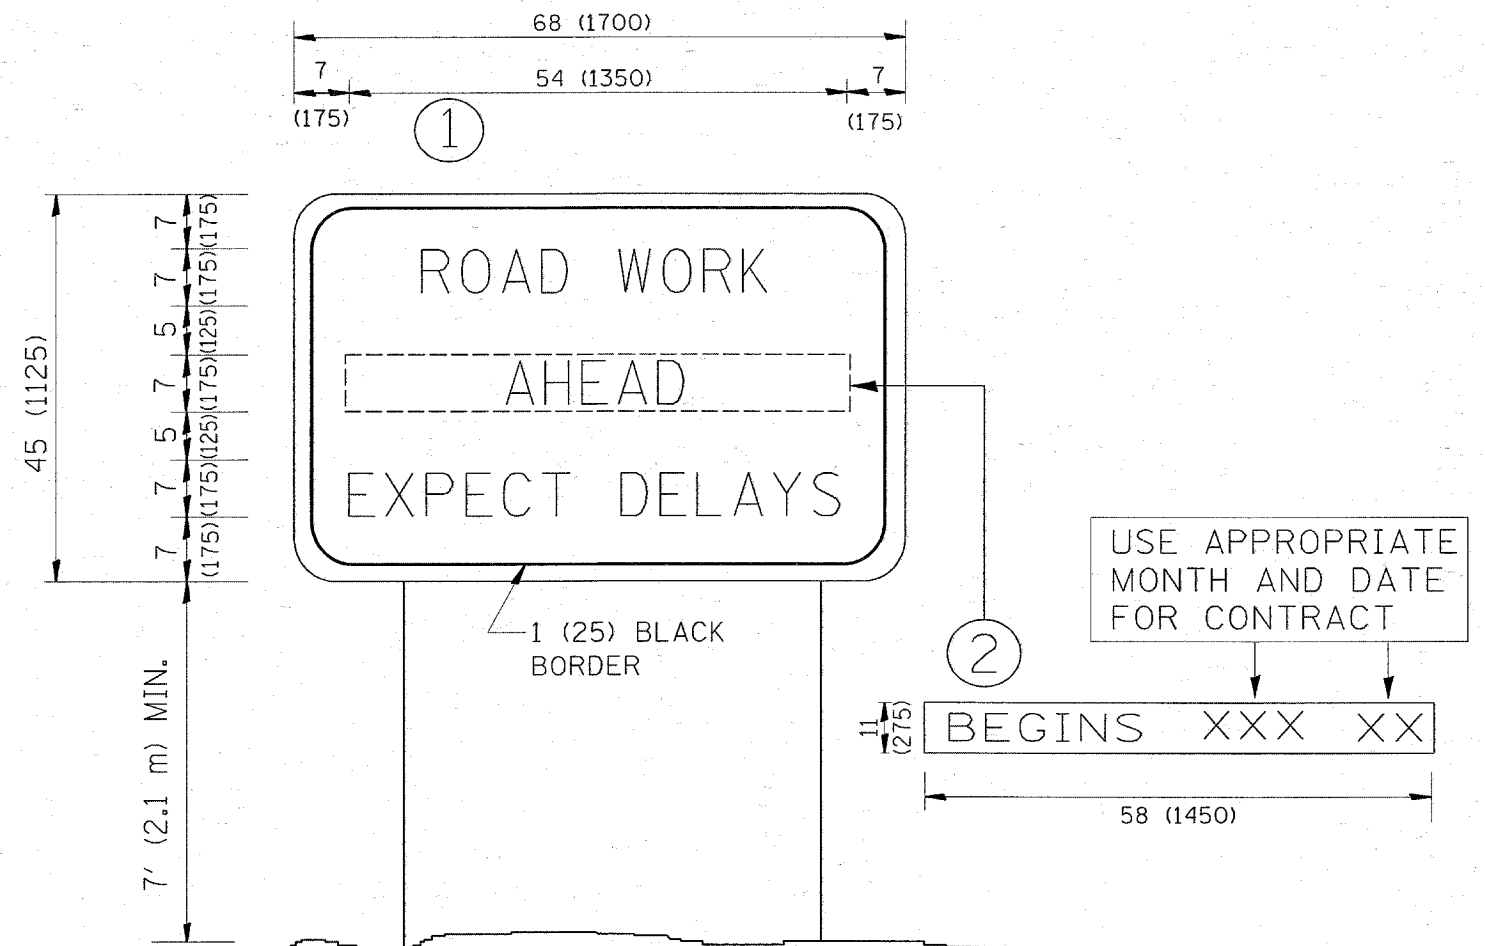 68 (1700)
7 54 (1350) 7
(175) (175)
1
45 (1125)
7 (175)
7 (175)
5 (125)
7 (175)
5 (125)
7 (175)
7 (175)
ROAD WORK
AHEAD
EXPECT DELAYS
1 (25) BLACK
BORDER
7' (2.1 m) MIN.
2
USE APPROPRIATE
MONTH AND DATE
FOR CONTRACT
11
(275)
BEGINS XXX XX
58 (1450)